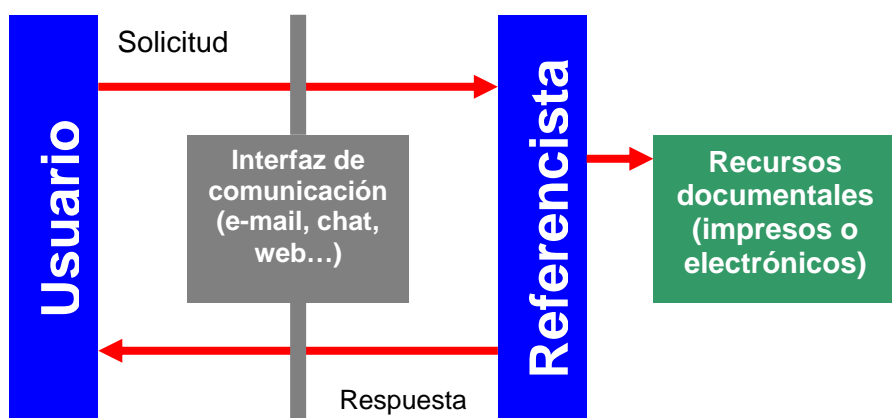 Solicitud
Usuario
Interfaz de
comunicación
(e-mail, chat,
web…)
Referencista
Recursos
documentales
(impresos o
electrónicos)
Respuesta